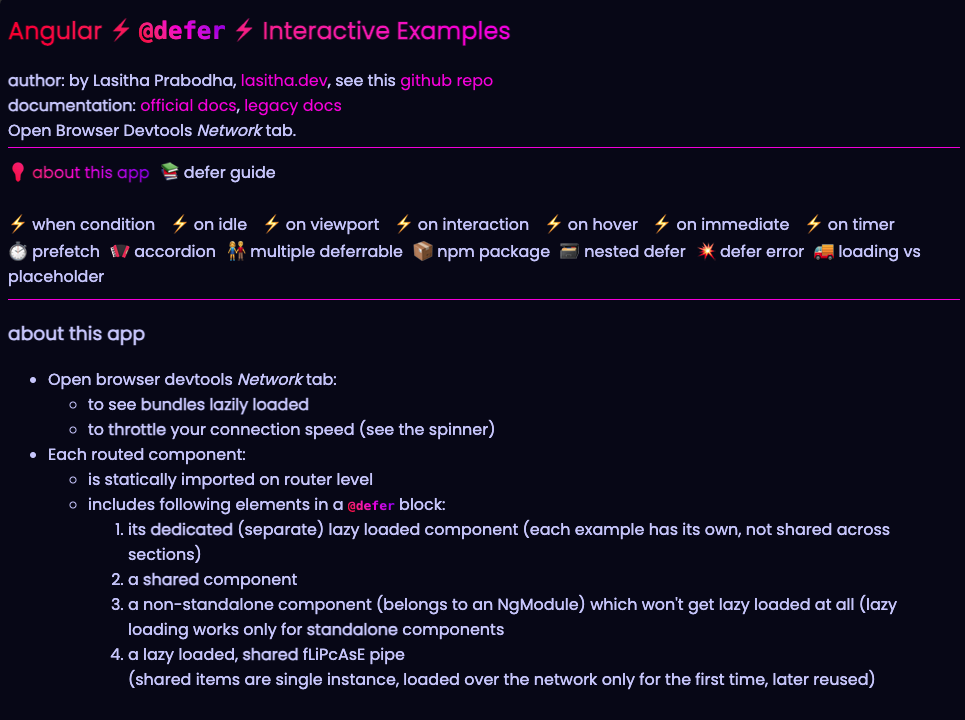 Angular ⚡ @defer ⚡ Interactive Examples
author: by Lasitha Prabodha, lasitha.dev, see this github repo
documentation: official docs, legacy docs
Open Browser Devtools Network tab.
about this app defer guide
⚡ when condition ⚡ on idle ⚡ on viewport ⚡ on interaction ⚡ on hover ⚡ on immediate ⚡ on timer
prefetch accordion multiple deferrable npm package nested defer defer error loading vs
placeholder
about this app
• Open browser devtools Network tab:
◦ to see bundles lazily loaded
◦ to throttle your connection speed (see the spinner)
• Each routed component:
◦ is statically imported on router level
◦ includes following elements in a @defer block:
1. its dedicated (separate) lazy loaded component (each example has its own, not shared across
sections)
2. a shared component
3. a non-standalone component (belongs to an NgModule) which won't get lazy loaded at all (lazy
loading works only for standalone components
4. a lazy loaded, shared fLiPcAsE pipe
(shared items are single instance, loaded over the network only for the first time, later reused)